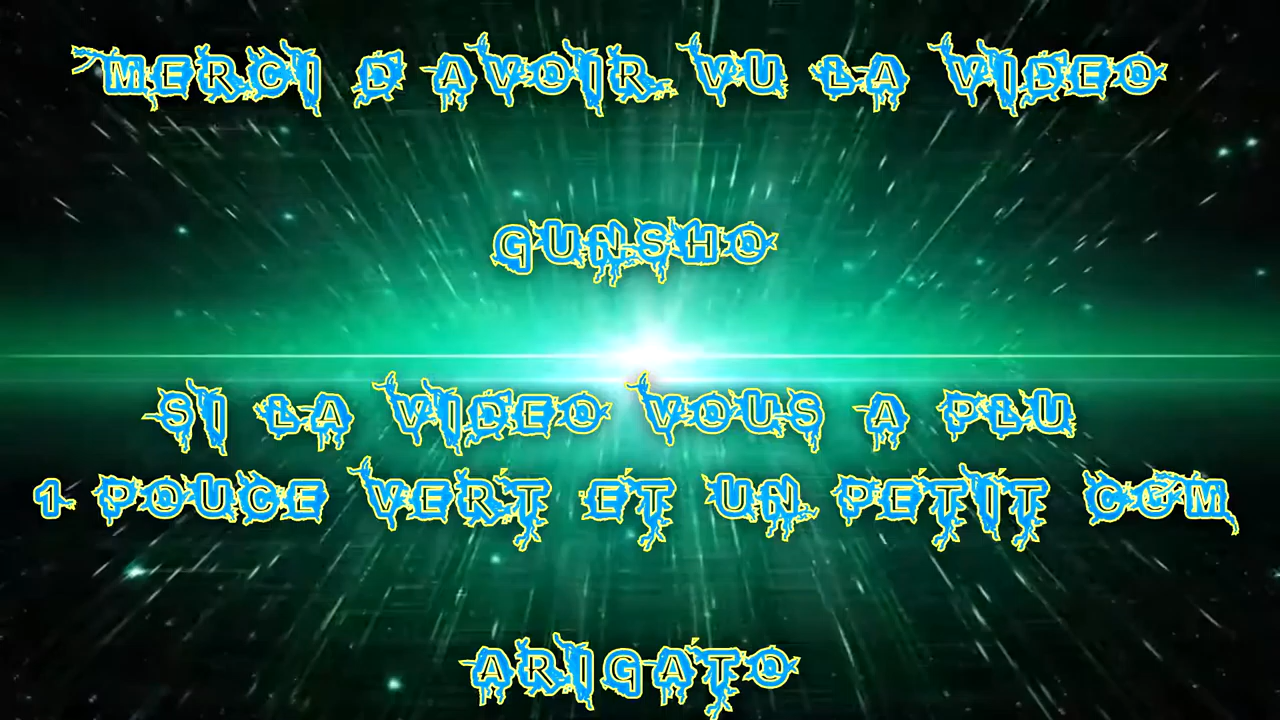 MERCI D AVOIR VU LA VIDEO
GUNSHO
SI LA VIDEO VOUS A PLU
1 POUCE VERT ET UN PETIT COM
ARIGATO